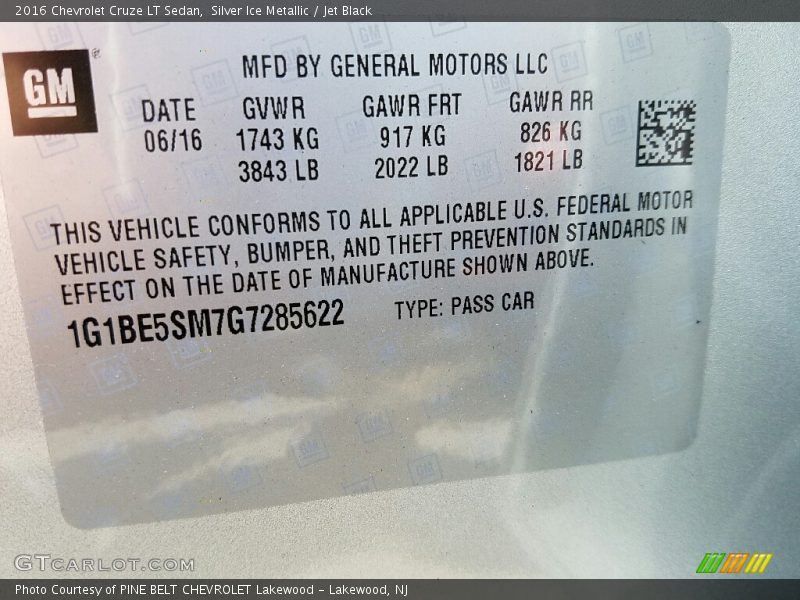 2016 Chevrolet Cruze LT Sedan,  Silver Ice Metallic / Jet Black
GM
MFD BY GENERAL MOTORS LLC
DATE GVWR GAWR FRT GAWR RR
06/16 1743 KG 917 KG 826 KG
3843 LB 2022 LB 1821 LB
THIS VEHICLE CONFORMS TO ALL APPLICABLE U.S. FEDERAL MOTOR
VEHICLE SAFETY, BUMPER, AND THEFT PREVENTION STANDARDS IN
EFFECT ON THE DATE OF MANUFACTURE SHOWN ABOVE.
1G1BE5SM7G7285622 TYPE: PASS CAR
GTCARLOT.COM
Photo Courtesy of PINE BELT CHEVROLET Lakewood - Lakewood, NJ